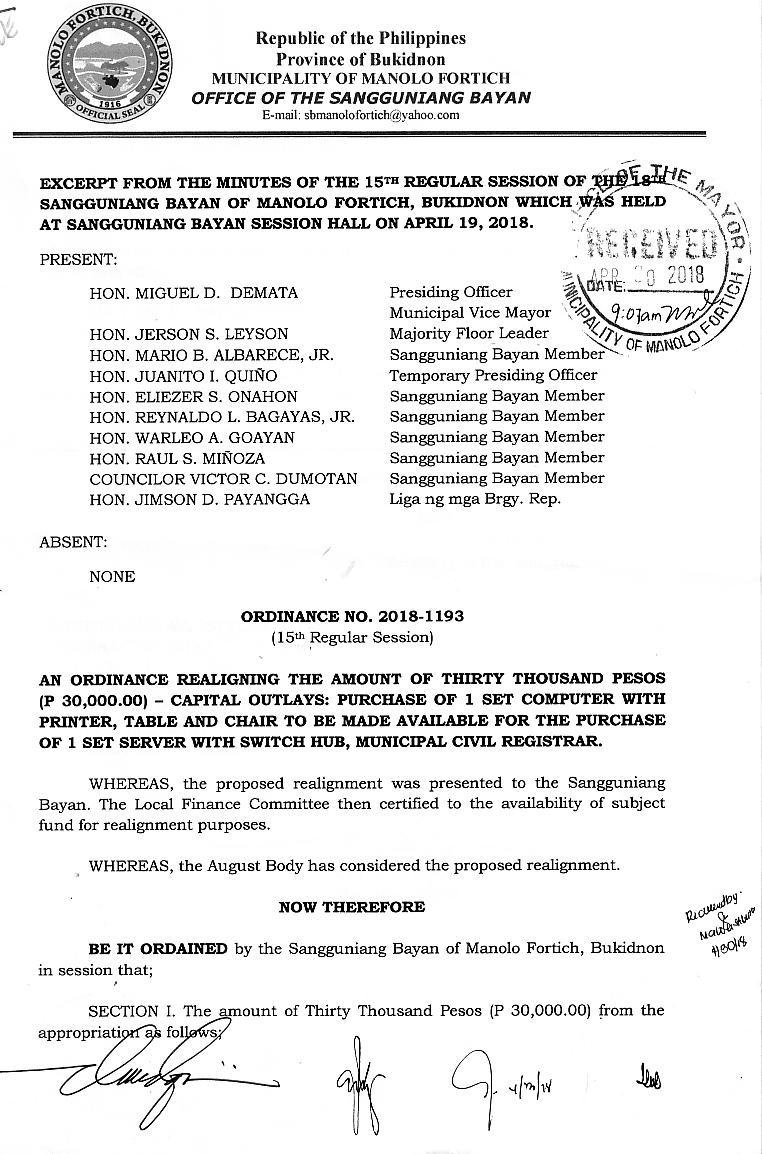 MANOLO FORTICH, BUKIDNON
1916
OFFICIAL SEAL
Republic of the Philippines
Province of Bukidnon
MUNICIPALITY OF MANOLO FORTICH
OFFICE OF THE SANGGUNIANG BAYAN
E-mail: sbmanolofortich@yahoo.com
EXCERPT FROM THE MINUTES OF THE 15TH REGULAR SESSION OF THE 18TH
SANGGUNIANG BAYAN OF MANOLO FORTICH, BUKIDNON WHICH WAS HELD
AT SANGGUNIANG BAYAN SESSION HALL ON APRIL 19, 2018.
OF THE MAYOR
RECEIVED
DATE: APR 20 2018
9:07am
MUNICIPALITY OF MANOLO FORTICH
PRESENT:
HON. MIGUEL D. DEMATA Presiding Officer
Municipal Vice Mayor
HON. JERSON S. LEYSON Majority Floor Leader
HON. MARIO B. ALBARECE, JR. Sangguniang Bayan Member
HON. JUANITO I. QUIÑO Temporary Presiding Officer
HON. ELIEZER S. ONAHON Sangguniang Bayan Member
HON. REYNALDO L. BAGAYAS, JR. Sangguniang Bayan Member
HON. WARLEO A. GOAYAN Sangguniang Bayan Member
HON. RAUL S. MIÑOZA Sangguniang Bayan Member
COUNCILOR VICTOR C. DUMOTAN Sangguniang Bayan Member
HON. JIMSON D. PAYANGGA Liga ng mga Brgy. Rep.
ABSENT:
NONE
ORDINANCE NO. 2018-1193
(15th Regular Session)
AN ORDINANCE REALIGNING THE AMOUNT OF THIRTY THOUSAND PESOS
(P 30,000.00) – CAPITAL OUTLAYS: PURCHASE OF 1 SET COMPUTER WITH
PRINTER, TABLE AND CHAIR TO BE MADE AVAILABLE FOR THE PURCHASE
OF 1 SET SERVER WITH SWITCH HUB, MUNICIPAL CIVIL REGISTRAR.
WHEREAS, the proposed realignment was presented to the Sangguniang
Bayan. The Local Finance Committee then certified to the availability of subject
fund for realignment purposes.
WHEREAS, the August Body has considered the proposed realignment.
NOW THEREFORE
BE IT ORDAINED by the Sangguniang Bayan of Manolo Fortich, Bukidnon
in session that;
SECTION I. The amount of Thirty Thousand Pesos (P 30,000.00) from the
appropriation as follows;